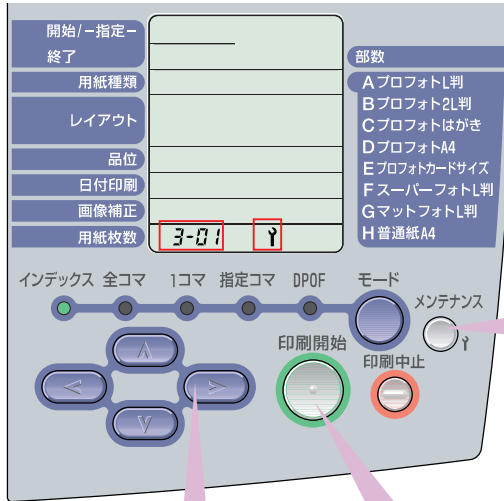 開始/-指定-
終了
用紙種類
レイアウト
品位
日付印刷
画像補正
用紙枚数
3-01
部数
AプロフォトL判
Bプロフォト2L判
Cプロフォトはがき
DプロフォトA4
Eプロフォトカードサイズ
FスーパーフォトL判
GマットフォトL判
H普通紙A4
インデックス 全コマ 1コマ 指定コマ DPOF モード
メンテナンス
印刷開始
印刷中止